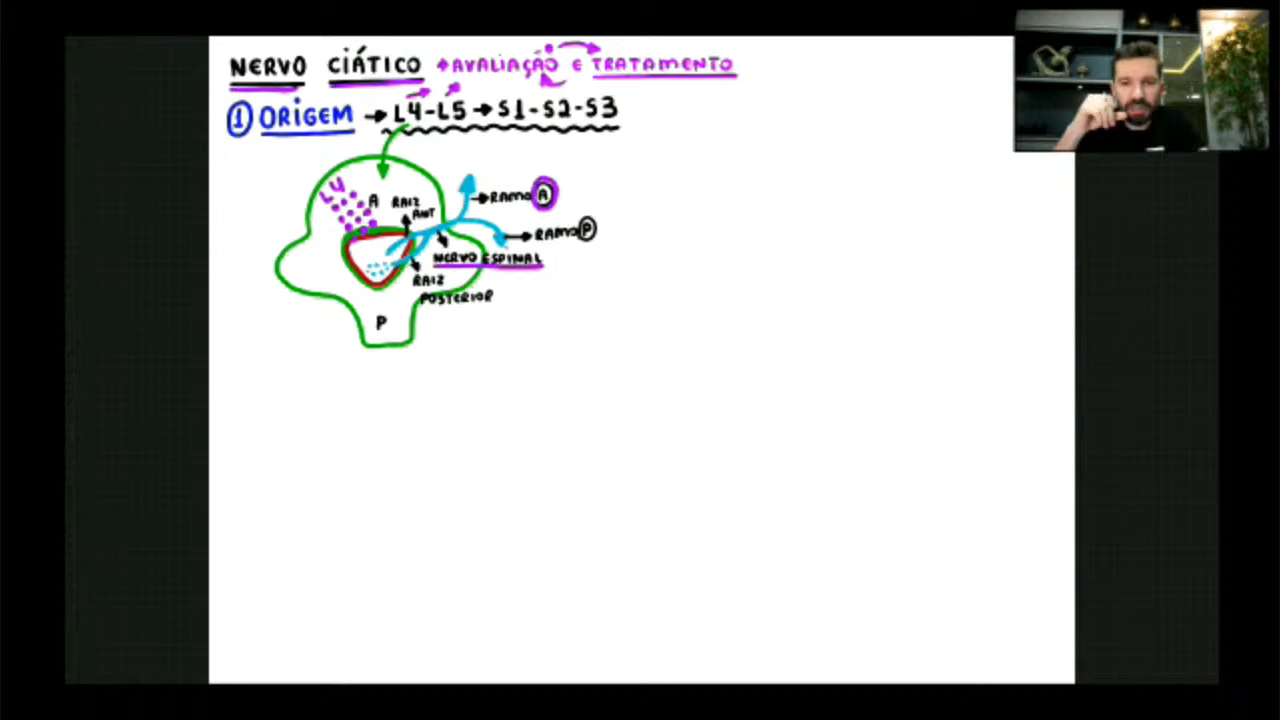 NERVO CIÁTICO AVALIAÇÃO E TRATAMENTO
1 ORIGEM → L4-L5 → S1-S2-S3
L4
A
RAIZ
ANT
RAMO A
RAMO P
NERVO ESPINAL
RAIZ
POSTERIOR
P